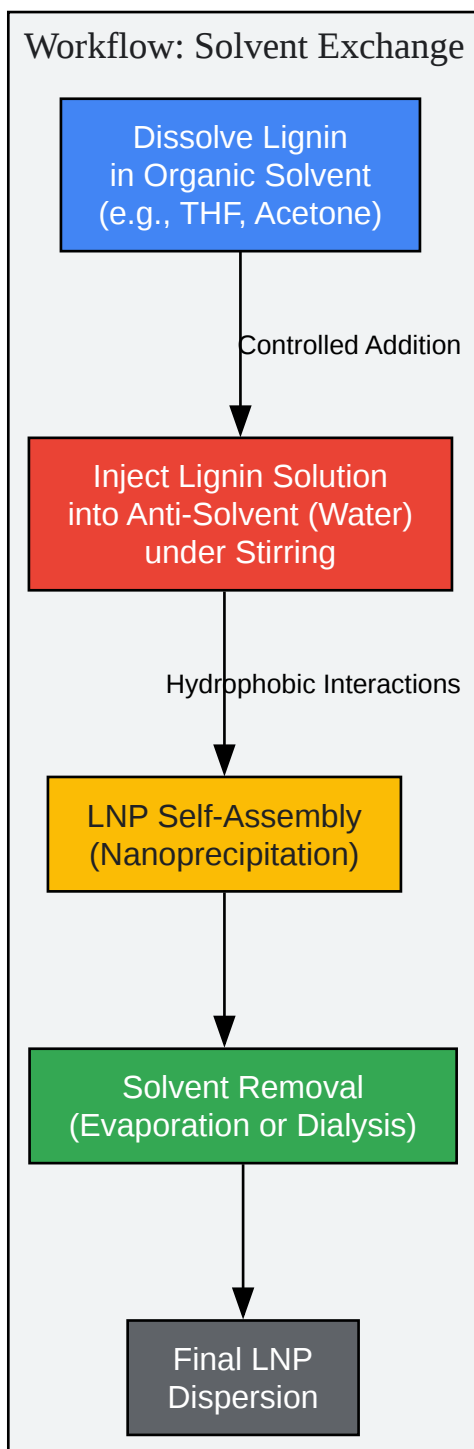 Workflow: Solvent Exchange
Dissolve Lignin
in Organic Solvent
(e.g., THF, Acetone)
Controlled Addition
Inject Lignin Solution
into Anti-Solvent (Water)
under Stirring
Hydrophobic Interactions
LNP Self-Assembly
(Nanoprecipitation)
Solvent Removal
(Evaporation or Dialysis)
Final LNP
Dispersion